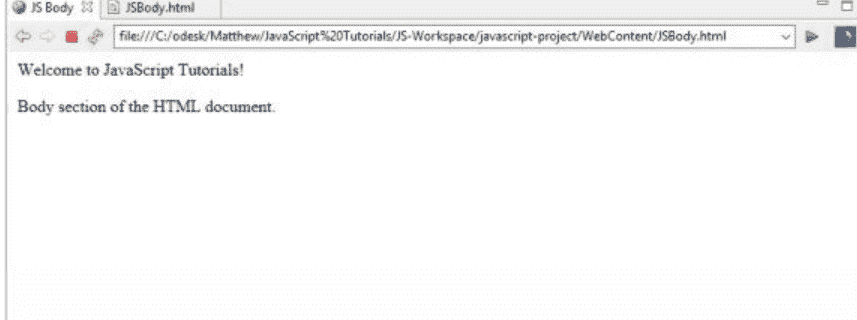 JS Body JSBody.html
file:///C:/odesk/Matthew/JavaScript%20Tutorials/JS-Workspace/javascript-project/WebContent/JSBody.html
Welcome to JavaScript Tutorials!
Body section of the HTML document.